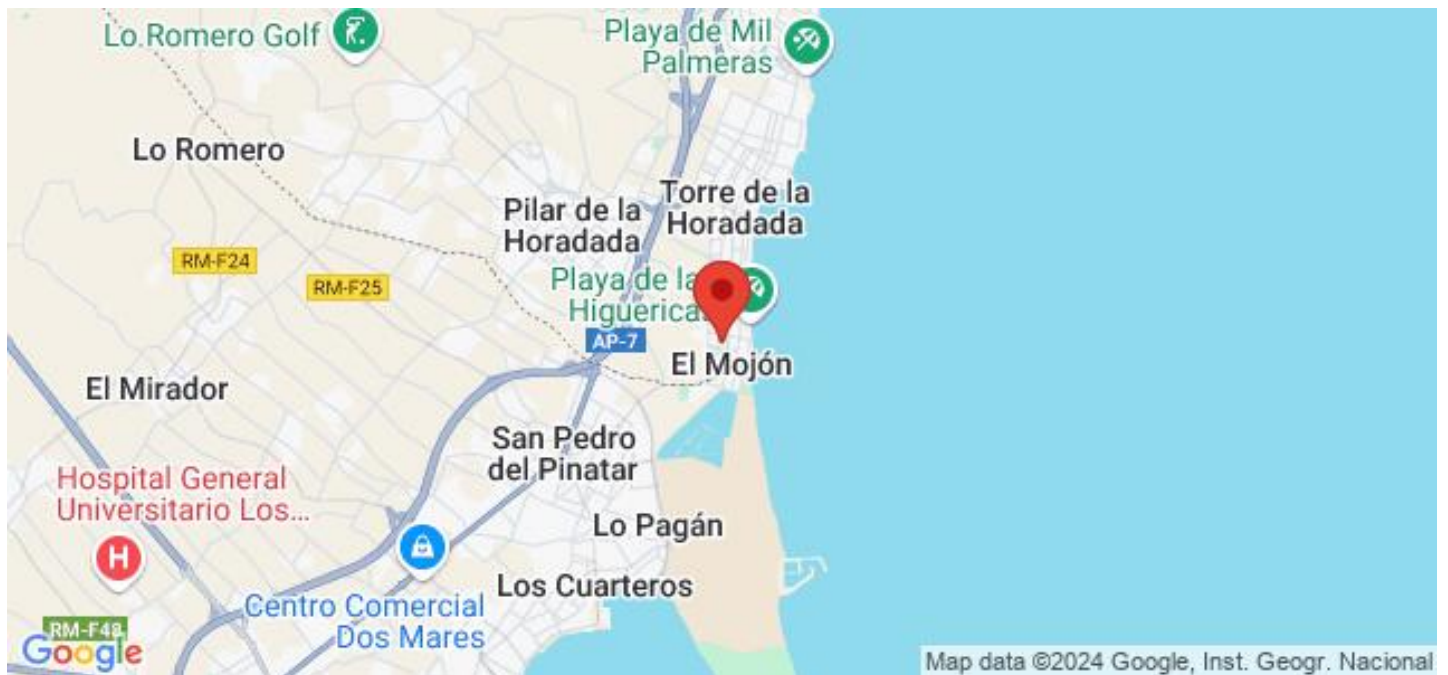 Lo Romero Golf
Playa de Mil
Palmeras
Lo Romero
Torre de la
Horadada
Pilar de la
Horadada
RM-F24
RM-F25
Playa de la
Higuerica
AP-7
El Mojón
El Mirador
San Pedro
del Pinatar
Hospital General
Universitario Los...
H
Lo Pagán
Los Cuarteros
Centro Comercial
Dos Mares
RM-F48
Google
Map data ©2024 Google, Inst. Geogr. Nacional